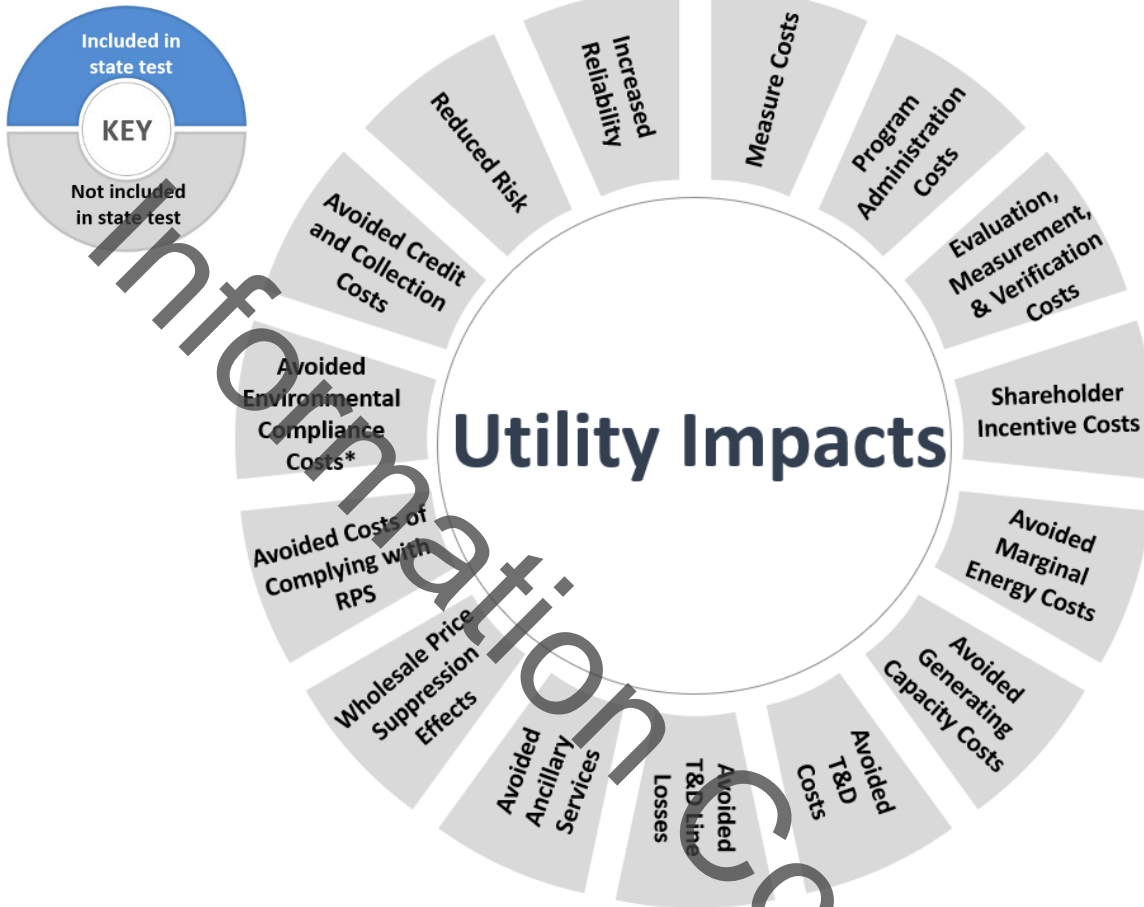 Included in
state test
KEY
Not included
in state test
Increased
Reliability
Measure Costs
Program
Administration
Costs
Evaluation,
Measurement,
& Verification
Costs
Shareholder
Incentive Costs
Avoided
Marginal
Energy Costs
Avoided
Generating
Capacity Costs
Avoided
T&D
Costs
Avoided
T&D Line
Losses
Avoided
Ancillary
Services
Wholesale Price
Suppression
Effects
Avoided Costs of
Complying with
RPS
Avoided
Environmental
Compliance
Costs*
Avoided Credit
and Collection
Costs
Reduced Risk
Utility Impacts
Information Co